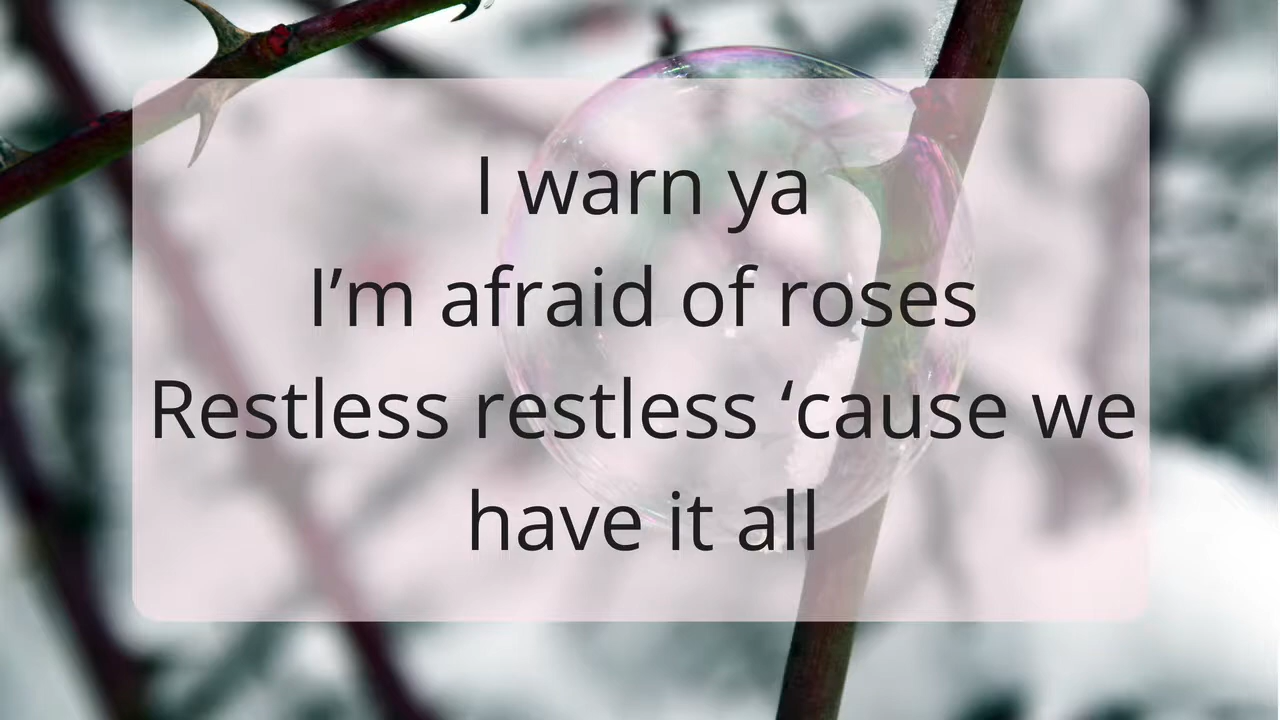 I warn ya
I’m afraid of roses
Restless restless ‘cause we
have it all